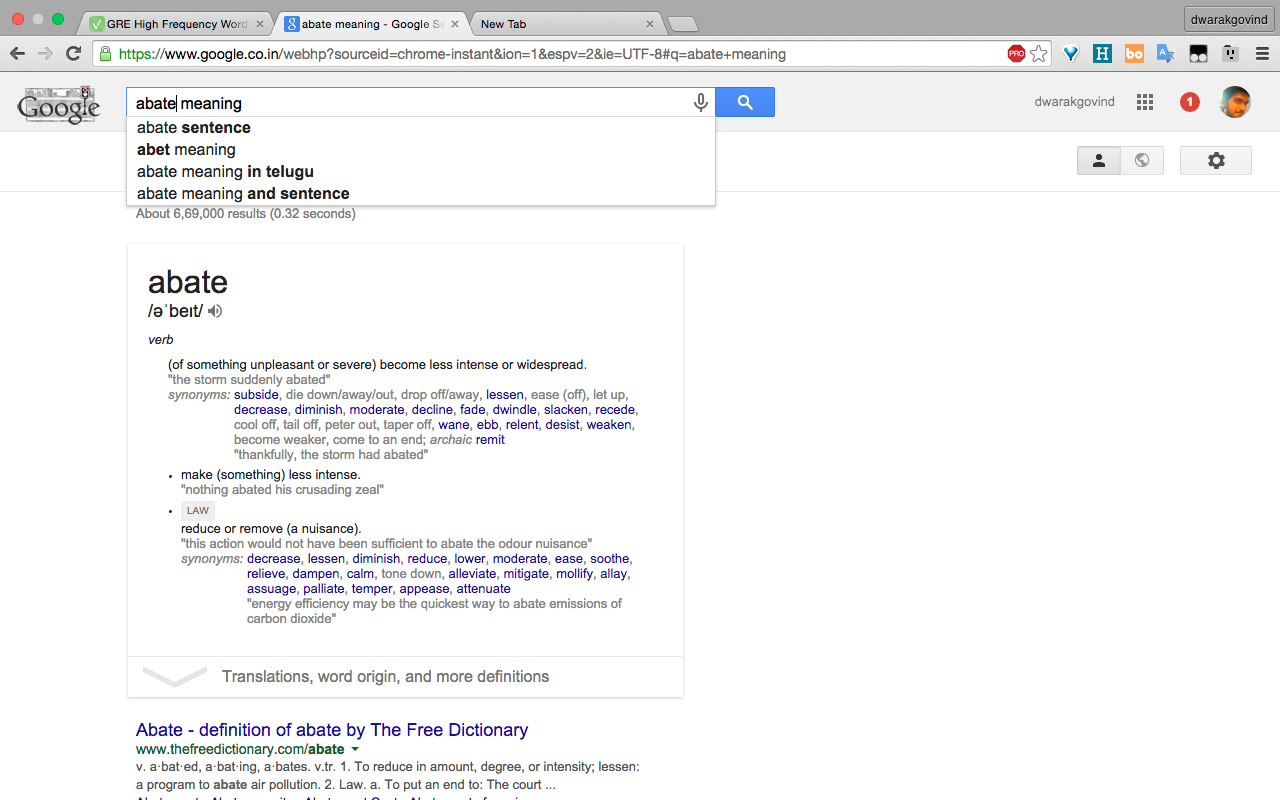 GRE High Frequency Word
abate meaning - Google Se
New Tab
dwarakgovind
https://www.google.co.in/webhp?sourceid=chrome-instant&ion=1&espv=2&ie=UTF-8#q=abate+meaning
PRO
H
bo
Google
abate meaning
dwarakgovind
1
abate sentence
abet meaning
abate meaning in telugu
abate meaning and sentence
About 6,69,000 results (0.32 seconds)
abate
/əˈbeɪt/
verb
(of something unpleasant or severe) become less intense or widespread.
"the storm suddenly abated"
synonyms: subside, die down/away/out, drop off/away, lessen, ease (off), let up,
decrease, diminish, moderate, decline, fade, dwindle, slacken, recede,
cool off, tail off, peter out, taper off, wane, ebb, relent, desist, weaken,
become weaker, come to an end; archaic remit
"thankfully, the storm had abated"
• make (something) less intense.
"nothing abated his crusading zeal"
• LAW
reduce or remove (a nuisance).
"this action would not have been sufficient to abate the odour nuisance"
synonyms: decrease, lessen, diminish, reduce, lower, moderate, ease, soothe,
relieve, dampen, calm, tone down, alleviate, mitigate, mollify, allay,
assuage, palliate, temper, appease, attenuate
"energy efficiency may be the quickest way to abate emissions of
carbon dioxide"
Translations, word origin, and more definitions
Abate - definition of abate by The Free Dictionary
www.thefreedictionary.com/abate
v. a·bat·ed, a·bat·ing, a·bates. v.tr. 1. To reduce in amount, degree, or intensity; lessen:
a program to abate air pollution. 2. Law. a. To put an end to: The court ...